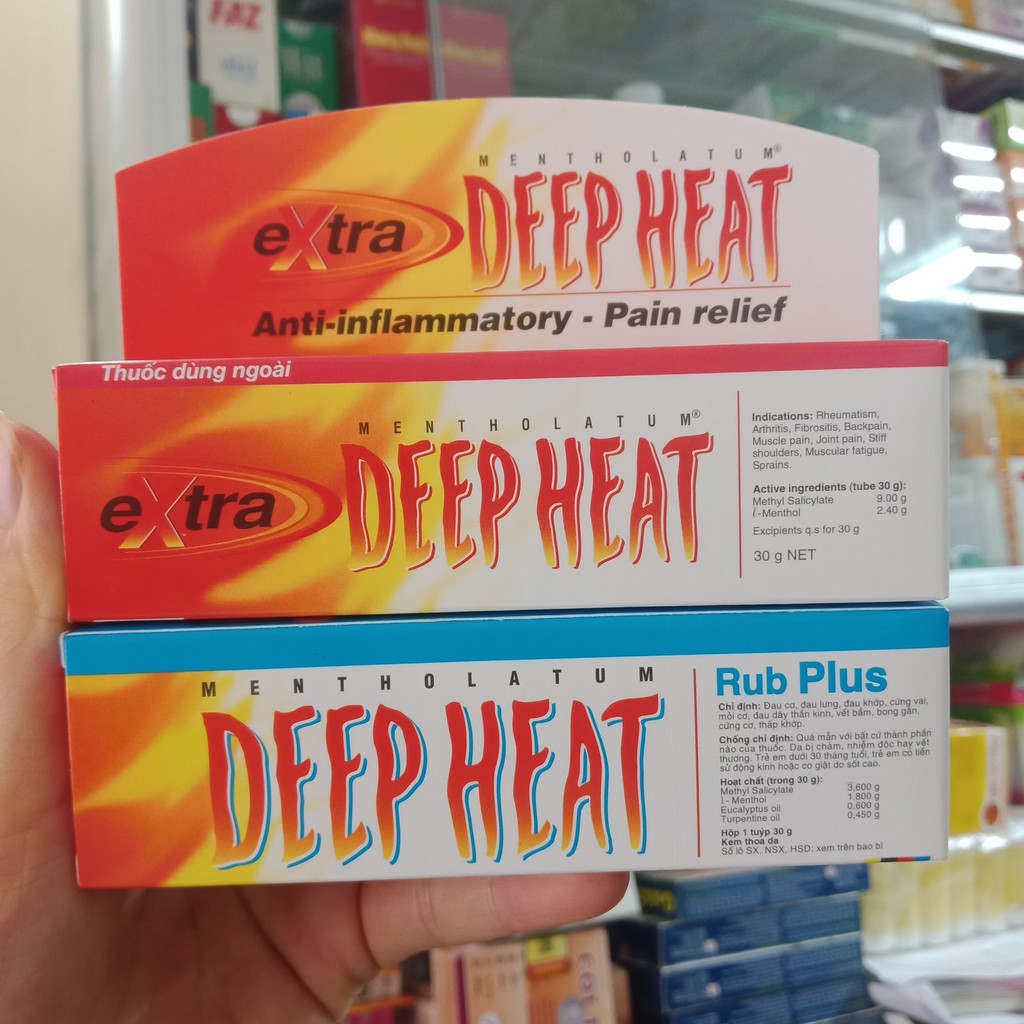 FAZ
MENTHOLATUM®
eXtra DEEP HEAT
Anti-inflammatory - Pain relief
Thuốc dùng ngoài
MENTHOLATUM®
eXtra DEEP HEAT
Indications: Rheumatism,
Arthritis, Fibrositis, Backpain,
Muscle pain, Joint pain, Stiff
shoulders, Muscular fatigue,
Sprains.
Active ingredients (tube 30 g):
Methyl Salicylate 9.00 g
ℓ-Menthol 2.40 g
Excipients q.s for 30 g
30 g NET
MENTHOLATUM
DEEP HEAT
Rub Plus
Chỉ định: Đau cơ, đau lưng, đau khớp, cứng vai,
mỏi cơ, đau dây thần kinh, vết bầm, bong gân,
cứng cơ, thấp khớp.
Chống chỉ định: Quá mẫn với bất cứ thành phần
nào của thuốc. Da bị chàm, nhiễm độc hay vết
thương. Trẻ em dưới 30 tháng tuổi, trẻ em có tiền
sử động kinh hoặc co giật do sốt cao.
Hoạt chất (trong 30 g):
Methyl Salicylate 3,600 g
l - Menthol 1,800 g
Eucalyptus oil 0,600 g
Turpentine oil 0,450 g
Hộp 1 tuýp 30 g
Kem thoa da
Số lô SX, NSX, HSD: xem trên bao bì